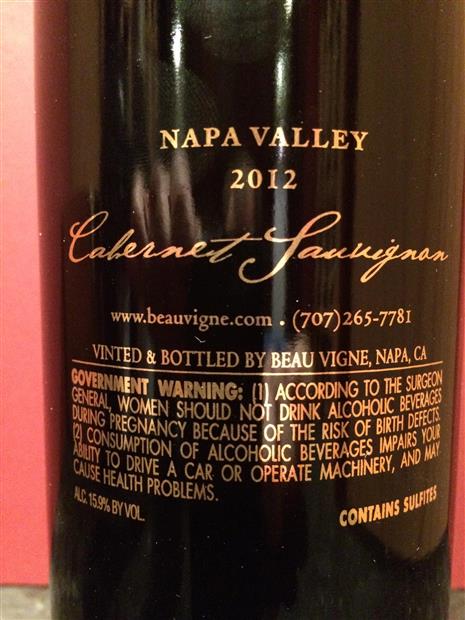 NAPA VALLEY
2012
Cabernet Sauvignon
www.beauvigne.com . (707)265-7781
VINTED & BOTTLED BY BEAU VIGNE, NAPA, CA
GOVERNMENT WARNING: (1) ACCORDING TO THE SURGEON
GENERAL, WOMEN SHOULD NOT DRINK ALCOHOLIC BEVERAGES
DURING PREGNANCY BECAUSE OF THE RISK OF BIRTH DEFECTS.
(2) CONSUMPTION OF ALCOHOLIC BEVERAGES IMPAIRS YOUR
ABILITY TO DRIVE A CAR OR OPERATE MACHINERY, AND MAY
CAUSE HEALTH PROBLEMS.
ALC. 15.9% BY VOL.
CONTAINS SULFITES